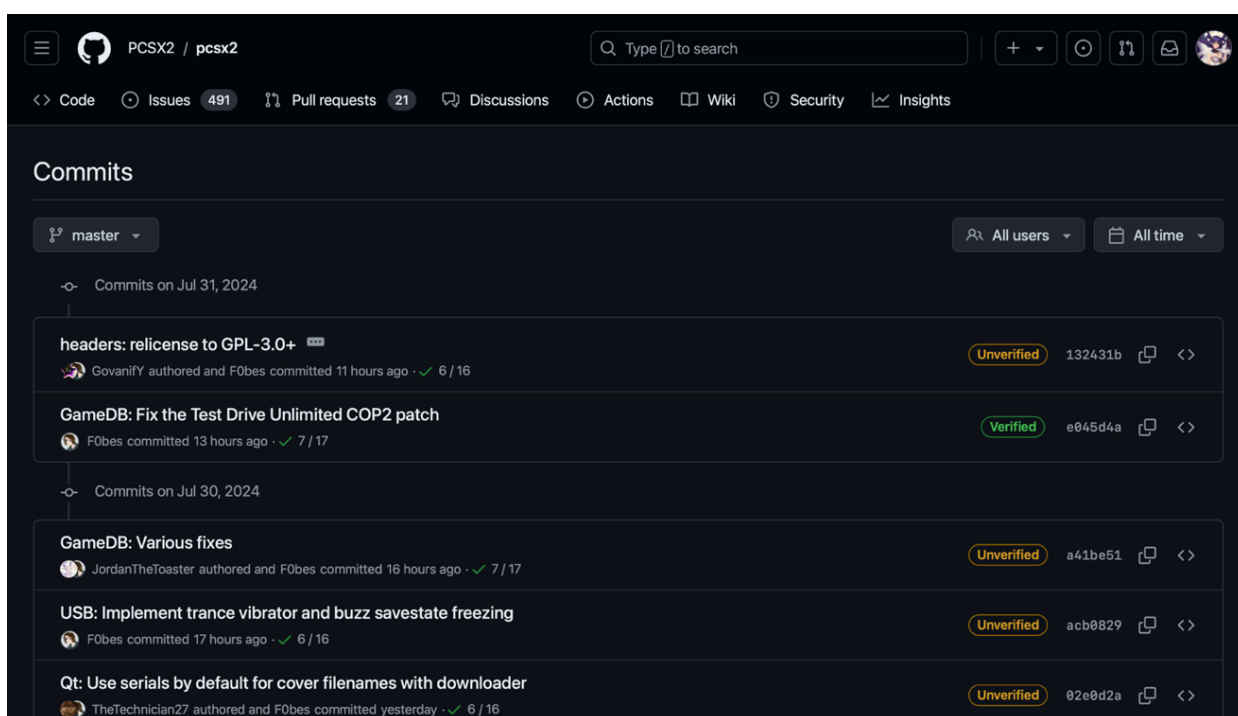 PCSX2 / pcsx2
Type / to search
Code Issues 491 Pull requests 21 Discussions Actions Wiki Security Insights
Commits
master All users All time
Commits on Jul 31, 2024
headers: relicense to GPL-3.0+
Unverified 132431b
GovanifY authored and F0bes committed 11 hours ago · 6 / 16
GameDB: Fix the Test Drive Unlimited COP2 patch
Verified e045d4a
F0bes committed 13 hours ago · 7 / 17
Commits on Jul 30, 2024
GameDB: Various fixes
Unverified a41be51
JordanTheToaster authored and F0bes committed 16 hours ago · 7 / 17
USB: Implement trance vibrator and buzz savestate freezing
Unverified acb0829
F0bes committed 17 hours ago · 6 / 16
Qt: Use serials by default for cover filenames with downloader
Unverified 02e0d2a
TheTechnician27 authored and F0bes committed yesterday · 6 / 16